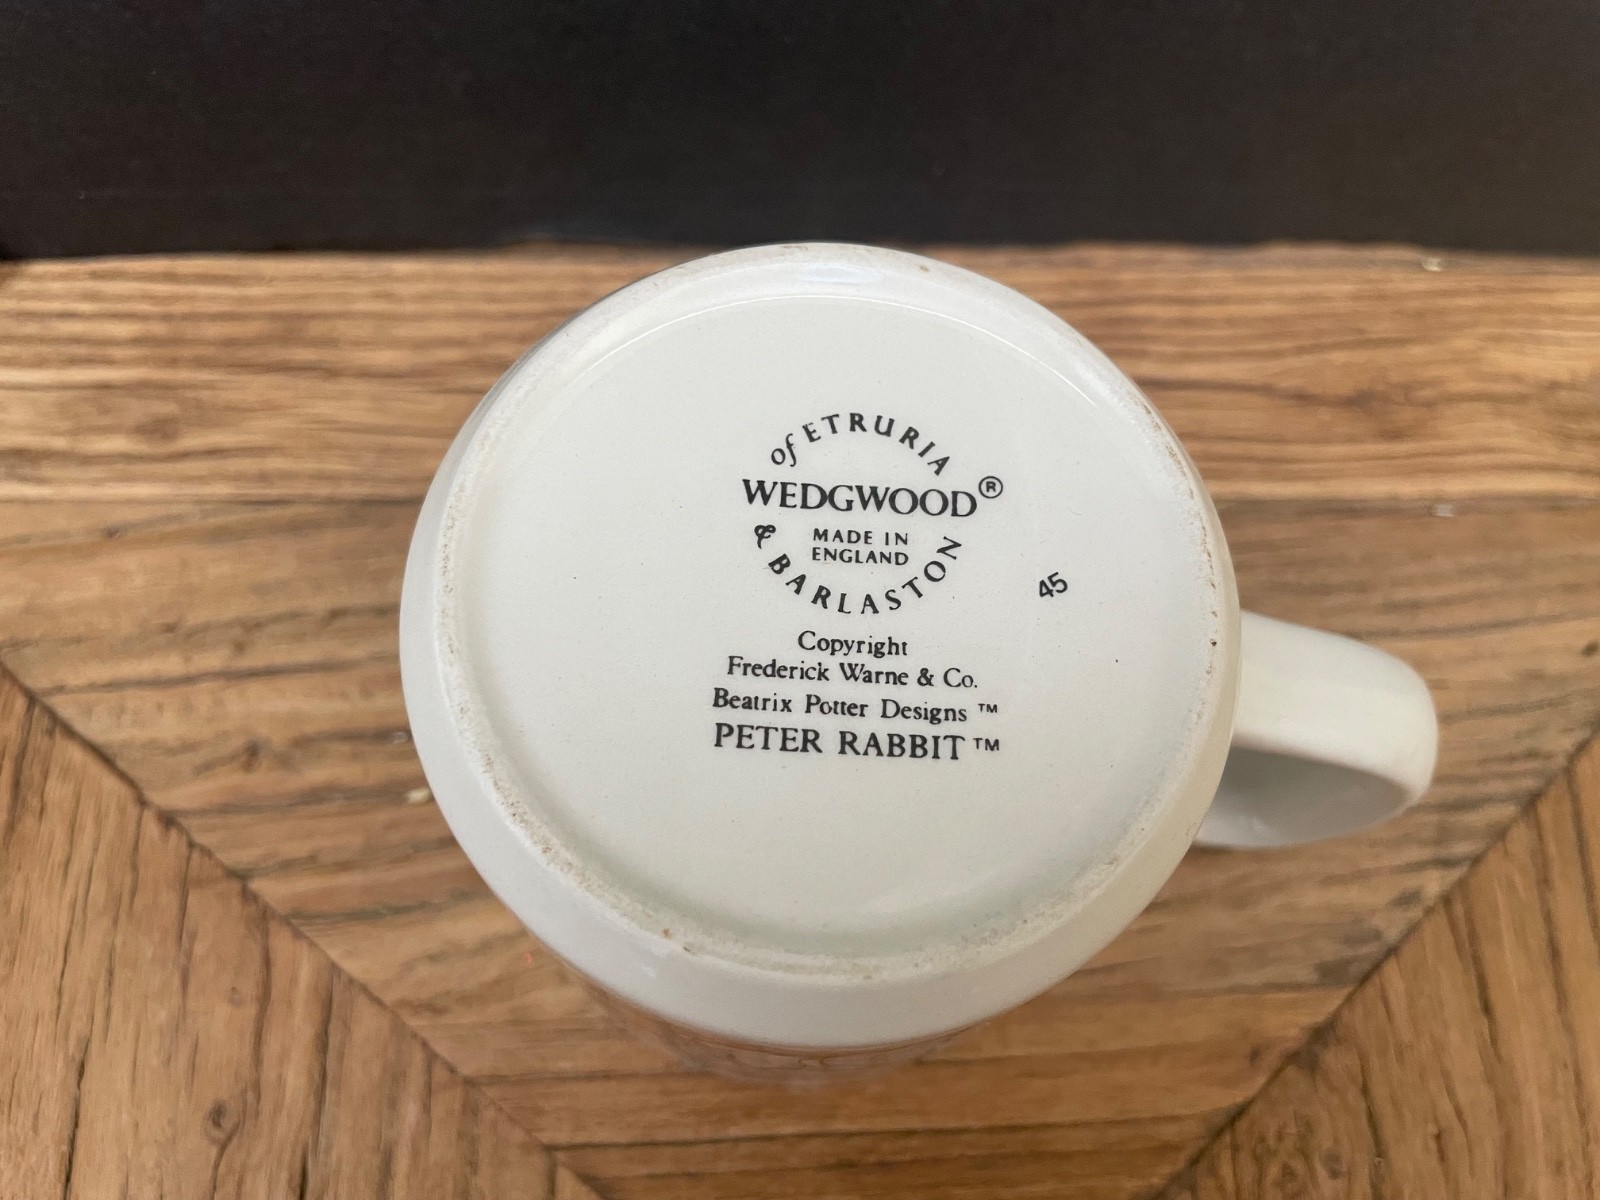 of ETRURIA
WEDGWOOD®
MADE IN
ENGLAND
& BARLASTON
45
Copyright
Frederick Warne & Co.
Beatrix Potter Designs ™
PETER RABBIT ™